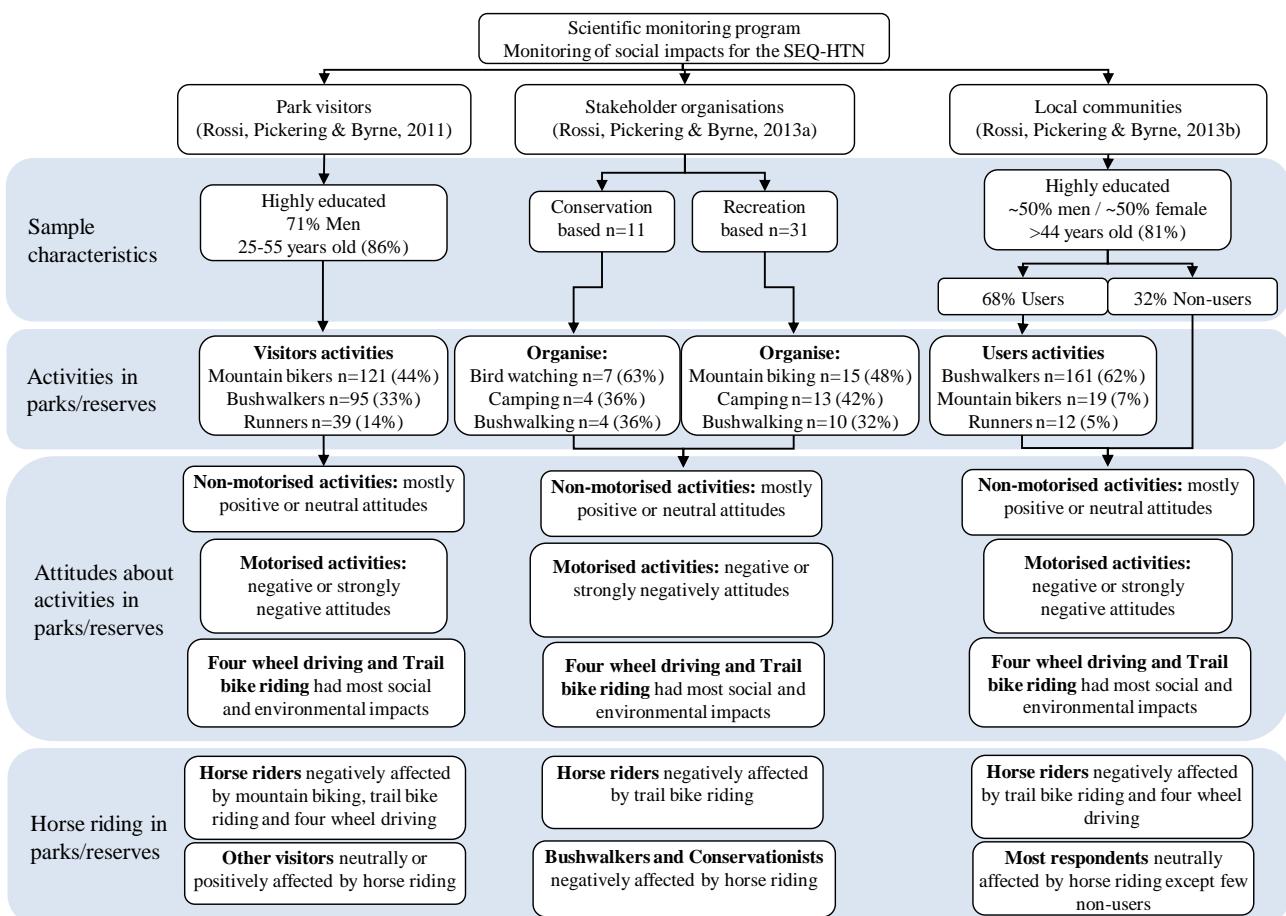 Scientific monitoring program
Monitoring of social impacts for the SEQ-HTN
Park visitors
(Rossi, Pickering & Byrne, 2011)
Stakeholder organisations
(Rossi, Pickering & Byrne, 2013a)
Local communities
(Rossi, Pickering & Byrne, 2013b)
Sample
characteristics
Highly educated
71% Men
25-55 years old (86%)
Conservation
based n=11
Recreation
based n=31
Highly educated
~50% men / ~50% female
>44 years old (81%)
68% Users
32% Non-users
Activities in
parks/reserves
Visitors activities
Mountain bikers n=121 (44%)
Bushwalkers n=95 (33%)
Runners n=39 (14%)
Organise:
Bird watching n=7 (63%)
Camping n=4 (36%)
Bushwalking n=4 (36%)
Organise:
Mountain biking n=15 (48%)
Camping n=13 (42%)
Bushwalking n=10 (32%)
Users activities
Bushwalkers n=161 (62%)
Mountain bikers n=19 (7%)
Runners n=12 (5%)
Attitudes about
activities in
parks/reserves
Non-motorised activities: mostly
positive or neutral attitudes
Non-motorised activities: mostly
positive or neutral attitudes
Non-motorised activities: mostly
positive or neutral attitudes
Motorised activities:
negative or strongly
negative attitudes
Motorised activities: negative or
strongly negatively attitudes
Motorised activities:
negative or strongly
negative attitudes
Four wheel driving and Trail
bike riding had most social
and environmental impacts
Four wheel driving and Trail
bike riding had most social and
environmental impacts
Four wheel driving and Trail
bike riding had most social and
environmental impacts
Horse riding in
parks/reserves
Horse riders negatively affected
by mountain biking, trail bike
riding and four wheel driving
Horse riders negatively affected
by trail bike riding
Horse riders negatively affected
by trail bike riding and four wheel
driving
Other visitors neutrally or
positively affected by horse riding
Bushwalkers and Conservationists
negatively affected by horse riding
Most respondents neutrally
affected by horse riding except few
non-users